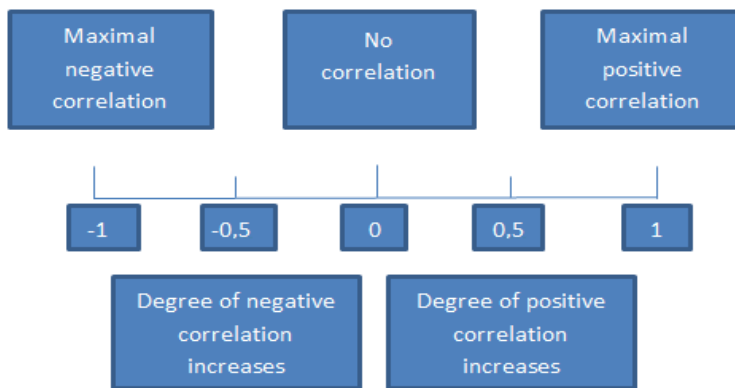 Maximal
negative
correlation
No
correlation
Maximal
positive
correlation
-1
-0,5
0
0,5
1
Degree of negative
correlation
increases
Degree of positive
correlation
increases